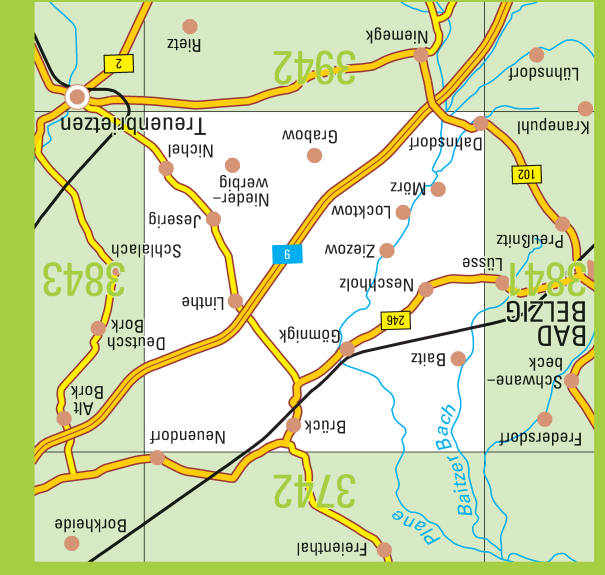 Freienthal
Borkheide
Plane
Baitzer Bach
3742
Neuendorf
Fredersdorf
Brück
Alt
Bork
Schwane-
beck
Baitz
Gömnigk
Deutsch
Bork
BAD
BELZIG
246
Linthe
3841
Neschholz
3843
Lüsse
9
Ziezow
Schlalach
Preußnitz
Jeserig
Locktow
Nieder-
werbig
Mörz
102
Nichel
Dahnsdorf
Grabow
Kranepuhl
Treuenbrietzen
Lühnsdorf
3942
2
Niemegk
Rietz